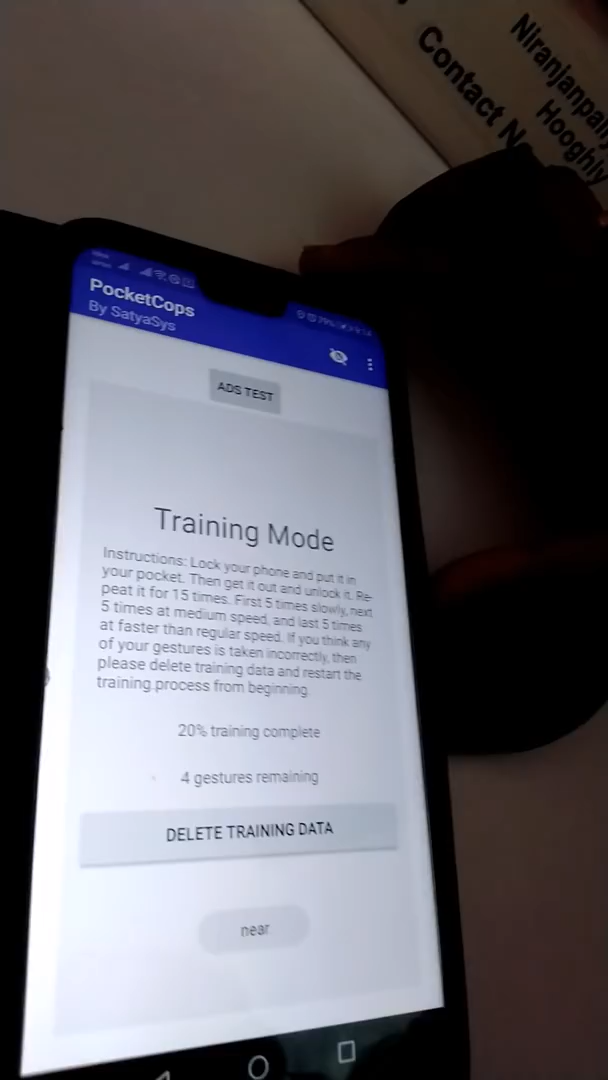 Niranjanpa
Hooghly
Contact N
PocketCops
By SatyaSys
ADS TEST
Training Mode
Instructions: Lock your phone and put it in
your pocket. Then get it out and unlock it. Re-
peat it for 15 times. First 5 times slowly, next
5 times at medium speed, and last 5 times
at faster than regular speed. If you think any
of your gestures is taken incorrectly, then
please delete training data and restart the
training process from beginning.
20% training complete
4 gestures remaining
DELETE TRAINING DATA
near